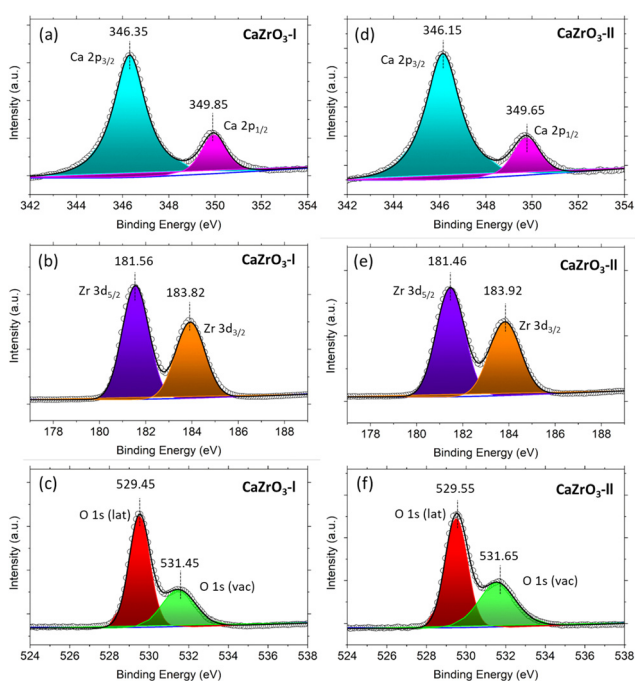 (a)
346.35
CaZrO₃-I
Ca 2p₃/₂
349.85
Ca 2p₁/₂
Intensity (a.u.)
342 344 346 348 350 352 354
Binding Energy (eV)
(d)
346.15
CaZrO₃-II
Ca 2p₃/₂
349.65
Ca 2p₁/₂
Intensity (a.u.)
342 344 346 348 350 352 354
Binding Energy (eV)
(b)
181.56
CaZrO₃-I
Zr 3d₅/₂
183.82
Zr 3d₃/₂
Intensity (a.u.)
178 180 182 184 186 188
Binding Energy (eV)
(e)
181.46
CaZrO₃-II
Zr 3d₅/₂
183.92
Zr 3d₃/₂
Intensity (a.u.)
178 180 182 184 186 188
Binding Energy (eV)
(c)
529.45
CaZrO₃-I
O 1s (lat)
531.45
O 1s (vac)
Intensity (a.u.)
524 526 528 530 532 534 536 538
Binding Energy (eV)
(f)
529.55
CaZrO₃-II
O 1s (lat)
531.65
O 1s (vac)
Intensity (a.u.)
524 526 528 530 532 534 536 538
Binding Energy (eV)